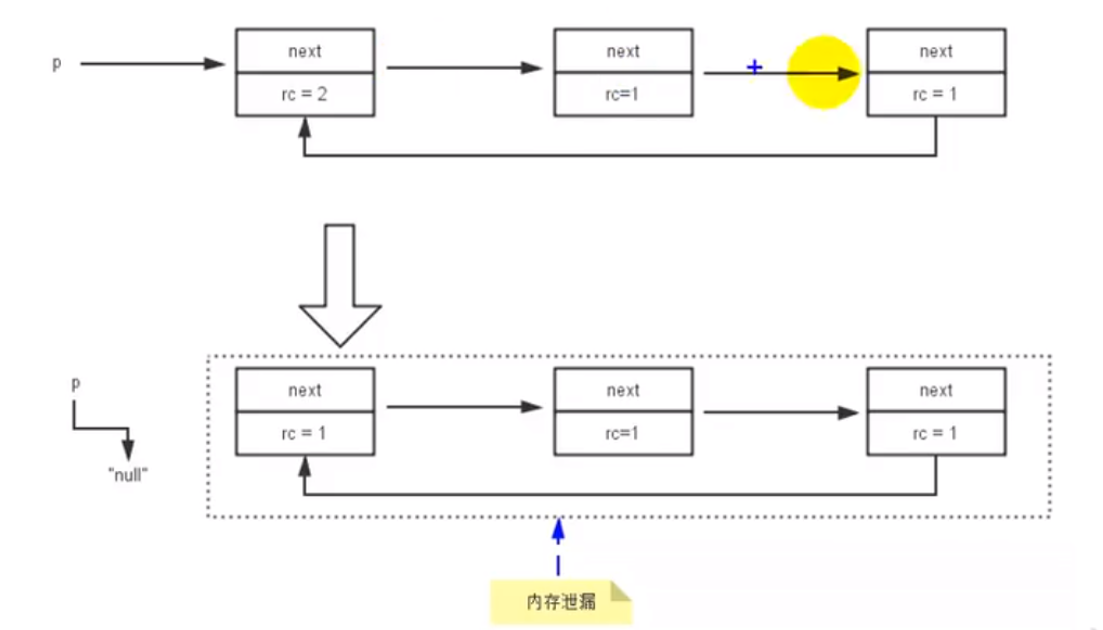 p
next
next
next
rc = 2
rc=1
rc = 1
p
next
next
next
rc = 1
rc=1
rc = 1
"null"
内存泄漏